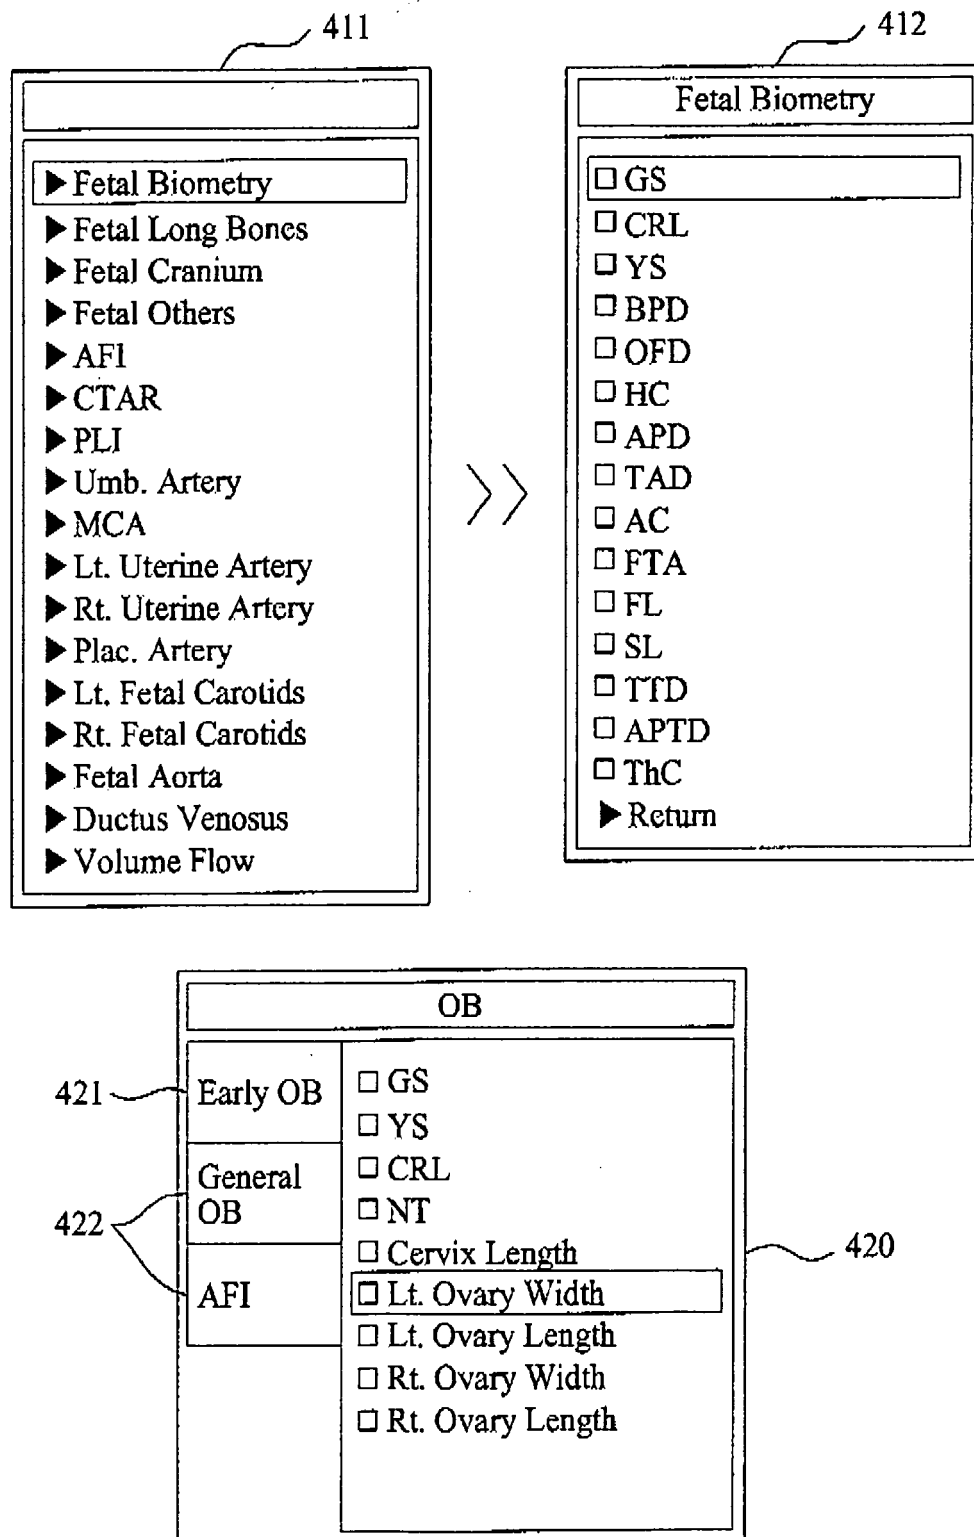 411
▶ Fetal Biometry
▶ Fetal Long Bones
▶ Fetal Cranium
▶ Fetal Others
▶ AFI
▶ CTAR
▶ PLI
▶ Umb. Artery
▶ MCA
▶ Lt. Uterine Artery
▶ Rt. Uterine Artery
▶ Plac. Artery
▶ Lt. Fetal Carotids
▶ Rt. Fetal Carotids
▶ Fetal Aorta
▶ Ductus Venosus
▶ Volume Flow
412
Fetal Biometry
□ GS
□ CRL
□ YS
□ BPD
□ OFD
□ HC
□ APD
□ TAD
□ AC
□ FTA
□ FL
□ SL
□ TTD
□ APTD
□ ThC
▶ Return
OB
421
Early OB
422
General
OB
AFI
□ GS
□ YS
□ CRL
□ NT
□ Cervix Length
□ Lt. Ovary Width
□ Lt. Ovary Length
□ Rt. Ovary Width
□ Rt. Ovary Length
420